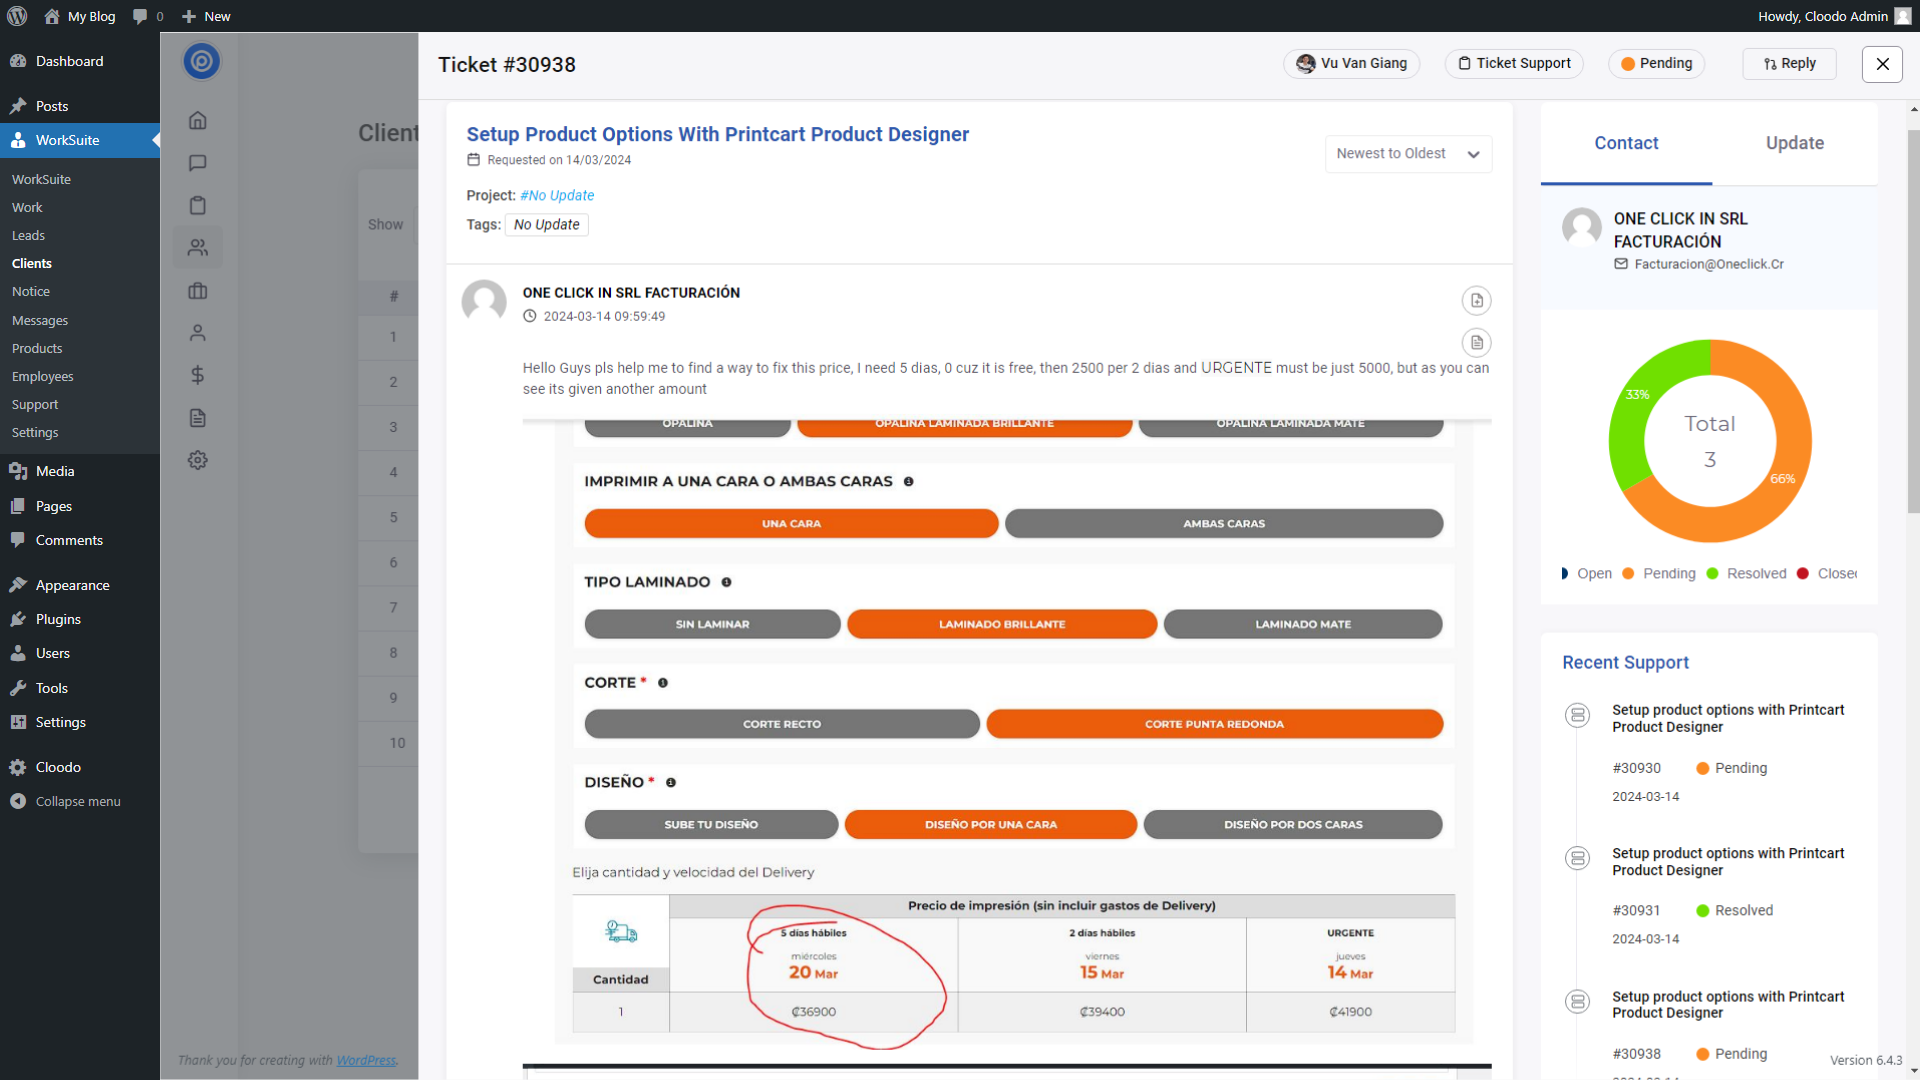 My Blog
0
New
Howdy, Cloodo Admin
Dashboard
Posts
WorkSuite
WorkSuite
Work
Leads
Clients
Notice
Messages
Products
Employees
Support
Settings
Media
Pages
Comments
Appearance
Plugins
Users
Tools
Settings
Cloodo
Collapse menu
Client
Show
#
1
2
3
4
5
6
7
8
9
10
Thank you for creating with WordPress.
Ticket #30938
Vu Van Giang
Ticket Support
Pending
Reply
Setup Product Options With Printcart Product Designer
Requested on 14/03/2024
Newest to Oldest
Project: #No Update
Tags: No Update
ONE CLICK IN SRL FACTURACIÓN
2024-03-14 09:59:49
Hello Guys pls help me to find a way to fix this price, I need 5 dias, 0 cuz it is free, then 2500 per 2 dias and URGENTE must be just 5000, but as you can
see its given another amount
OPALINA
OPALINA LAMINADA BRILLANTE
OPALINA LAMINADA MATE
IMPRIMIR A UNA CARA O AMBAS CARAS
UNA CARA
AMBAS CARAS
TIPO LAMINADO
SIN LAMINAR
LAMINADO BRILLANTE
LAMINADO MATE
CORTE *
CORTE RECTO
CORTE PUNTA REDONDA
DISEÑO *
SUBE TU DISEÑO
DISEÑO POR UNA CARA
DISEÑO POR DOS CARAS
Elija cantidad y velocidad del Delivery
Precio de impresión (sin incluir gastos de Delivery)
5 días hábiles
2 días hábiles
URGENTE
miércoles
viernes
jueves
20 Mar
15 Mar
14 Mar
Cantidad
1
₡36900
₡39400
₡41900
Contact
Update
ONE CLICK IN SRL
FACTURACIÓN
Facturacion@Oneclick.Cr
33%
Total
3
66%
Open
Pending
Resolved
Closed
Recent Support
Setup product options with Printcart
Product Designer
#30930
Pending
2024-03-14
Setup product options with Printcart
Product Designer
#30931
Resolved
2024-03-14
Setup product options with Printcart
Product Designer
#30938
Pending
Version 6.4.3